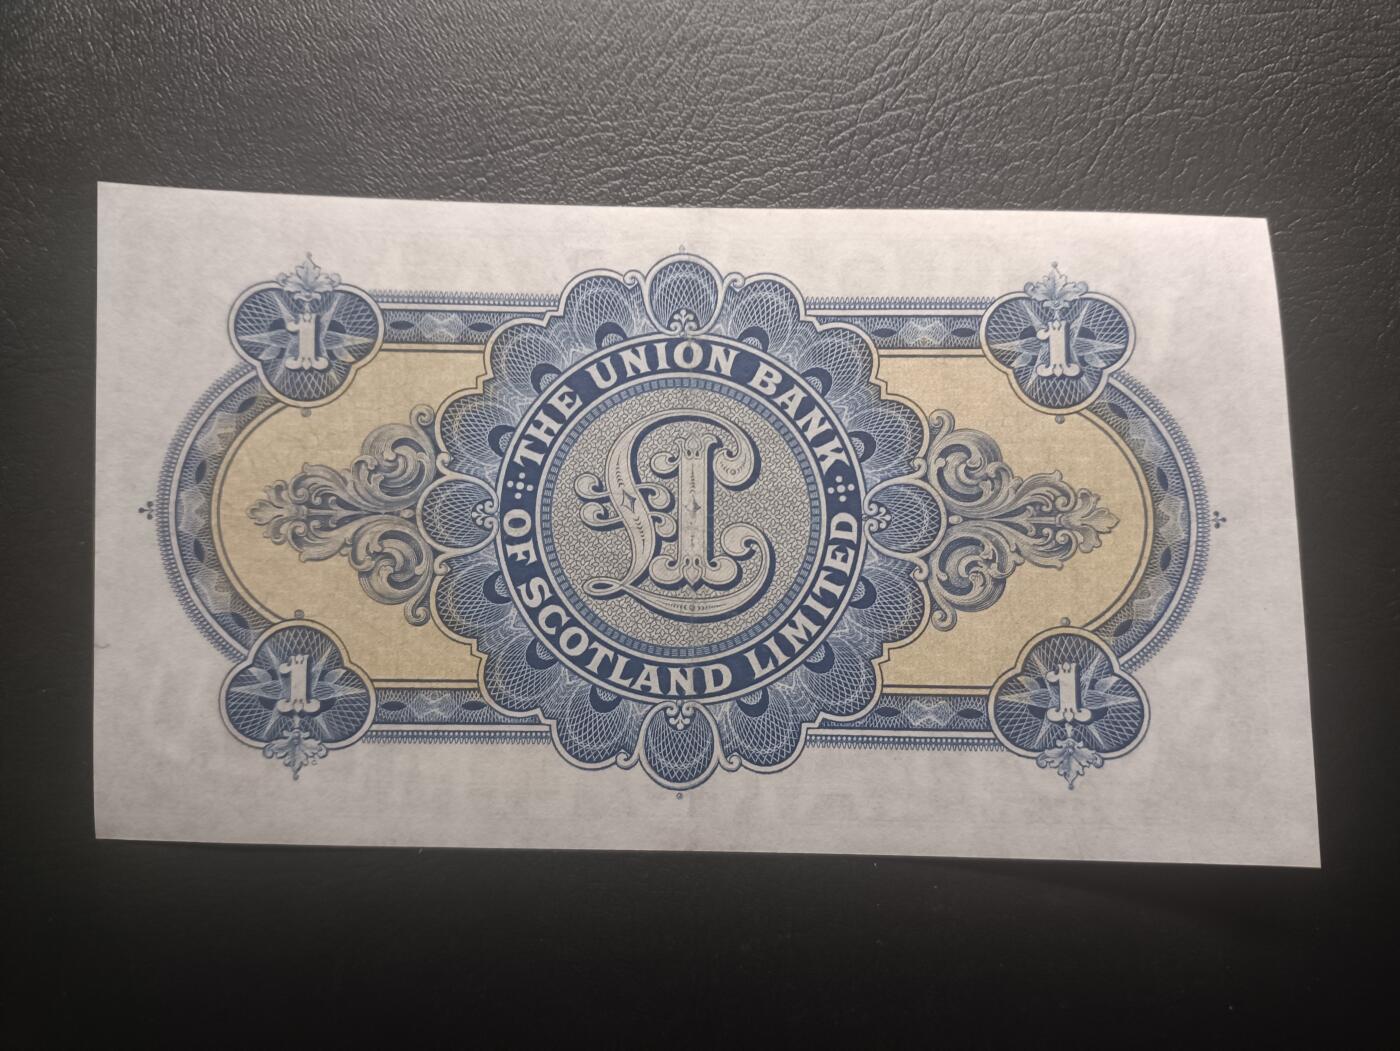 1 1
THE UNION BANK
£1
OF SCOTLAND LIMITED
1 1